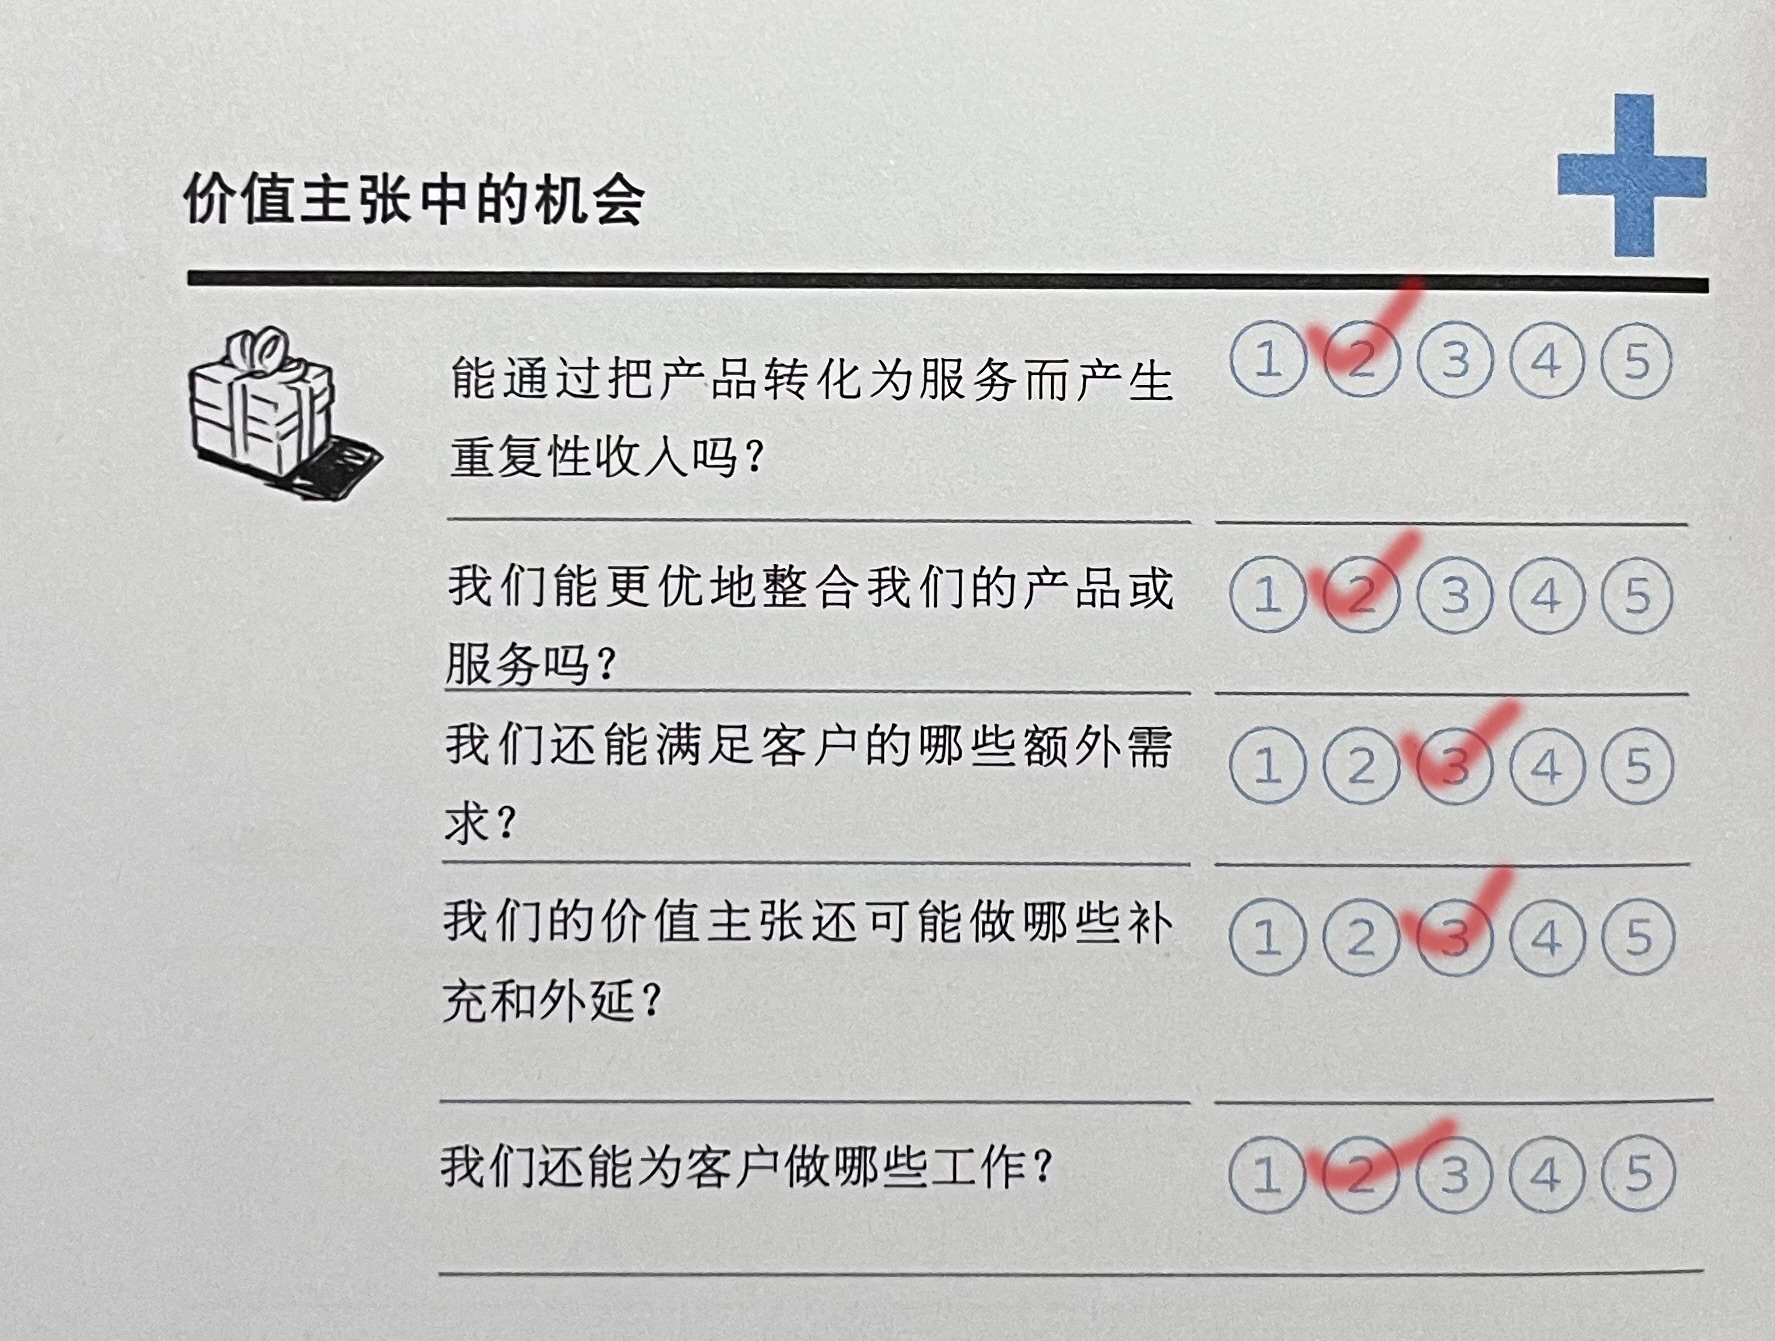 价值主张中的机会
能通过把产品转化为服务而产生
重复性收入吗？
① ② ③ ④ ⑤
我们能更优地整合我们的产品或
服务吗？
① ② ③ ④ ⑤
我们还能满足客户的哪些额外需
求？
① ② ③ ④ ⑤
我们的价值主张还可能做哪些补
充和外延？
① ② ③ ④ ⑤
我们还能为客户做哪些工作？
① ② ③ ④ ⑤